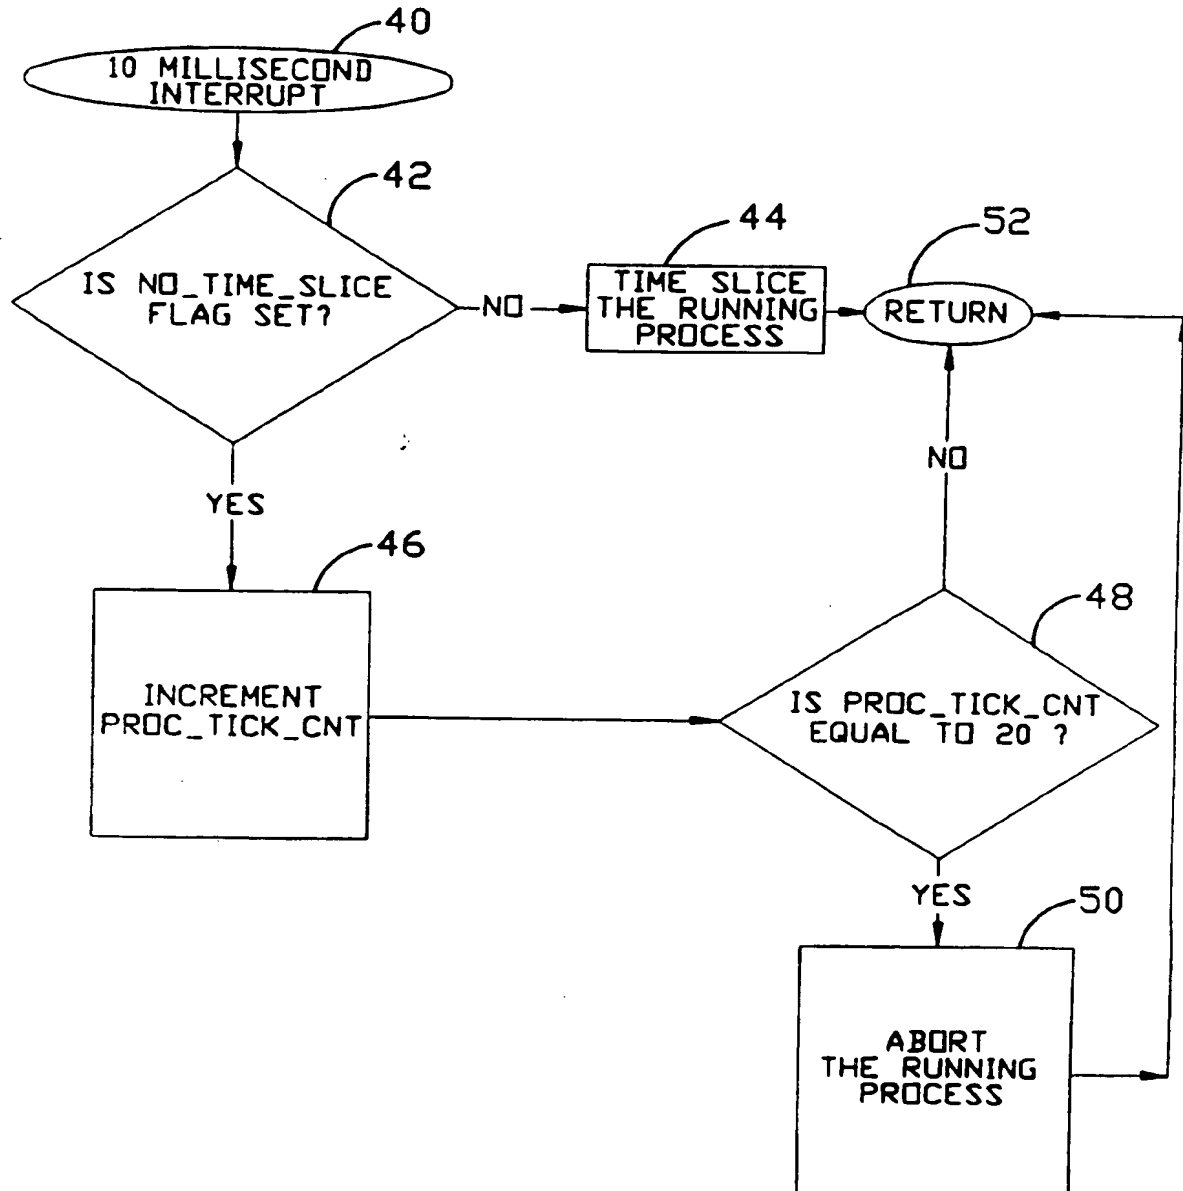 40
10 MILLISECOND
INTERRUPT
42
IS NO_TIME_SLICE
FLAG SET?
NO
44
TIME SLICE
THE RUNNING
PROCESS
52
RETURN
NO
YES
46
INCREMENT
PROC_TICK_CNT
48
IS PROC_TICK_CNT
EQUAL TO 20 ?
YES
50
ABORT
THE RUNNING
PROCESS